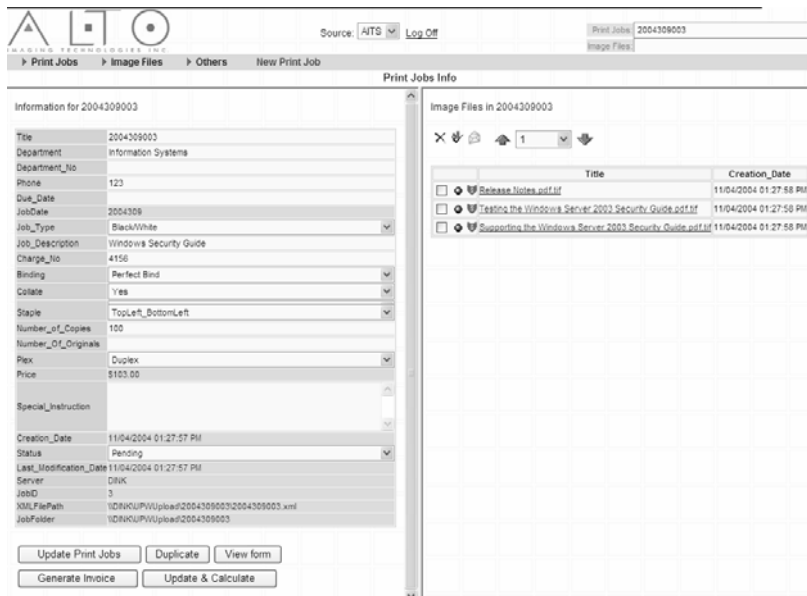 ALTO
IMAGING TECHNOLOGIES INC.
Source: AITS Log Off
Print Jobs: 2004309003
Image Files:
Print Jobs Image Files Others New Print Job
Print Jobs Info
Information for 2004309003
Title 2004309003
Department Information Systems
Department_No
Phone 123
Due_Date
JobDate 2004309
Job_Type Black/White
Job_Description Windows Security Guide
Charge_No 4156
Binding Perfect Bind
Collate Yes
Staple TopLeft_BottomLeft
Number_of_Copies 100
Number_Of_Originals
Plex Duplex
Price $103.00
Special_Instruction
Creation_Date 11/04/2004 01:27:57 PM
Status Pending
Last_Modification_Date 11/04/2004 01:27:57 PM
Server DINK
JobID 3
XMLFilePath \\DINK\UPWUpload\2004309003\2004309003.xml
JobFolder \\DINK\UPWUpload\2004309003
Update Print Jobs Duplicate View form
Generate Invoice Update & Calculate
Image Files in 2004309003
1
Title Creation_Date
Release Notes.pdf.tif 11/04/2004 01:27:58 PM
Testing the Windows Server 2003 Security Guide.pdf.tif 11/04/2004 01:27:58 PM
Supporting the Windows Server 2003 Security Guide.pdf.tif 11/04/2004 01:27:58 PM